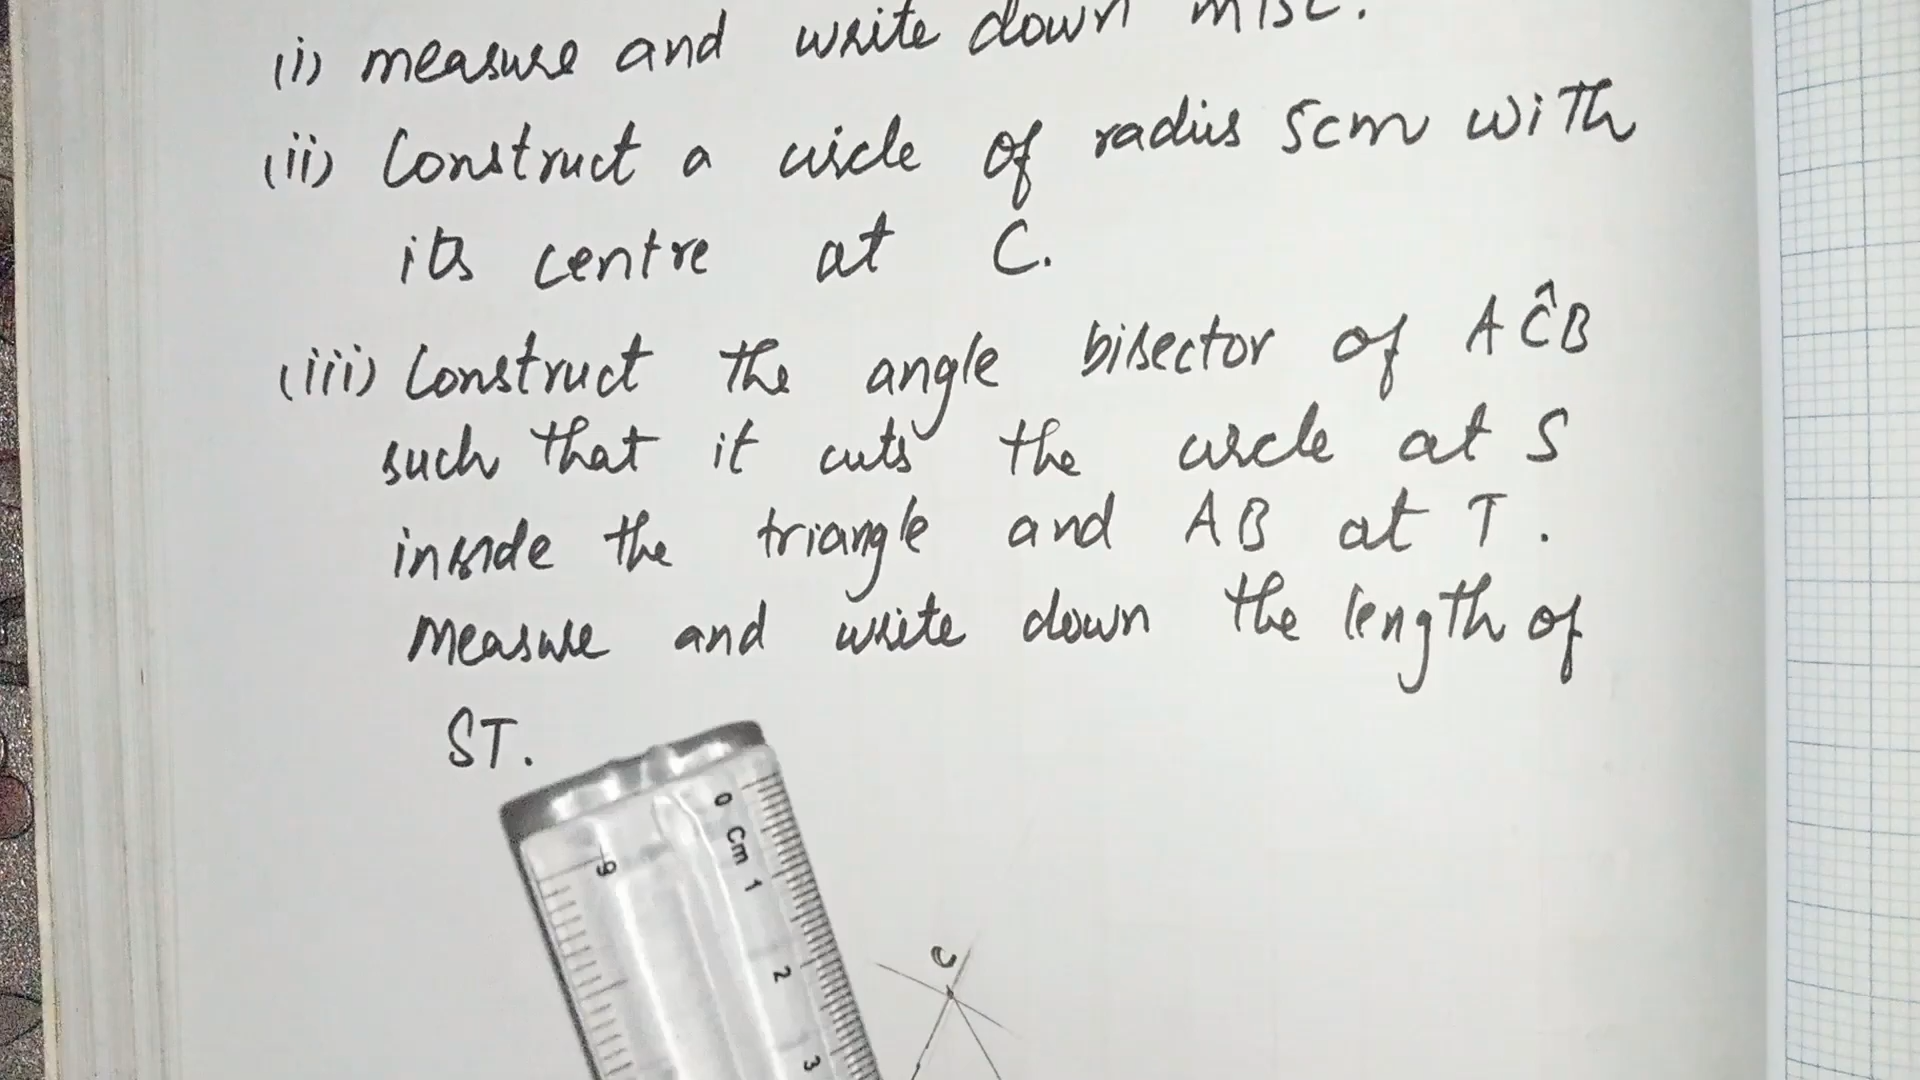 (i) measure and write down
(ii) Construct a circle of radius 5cm with
its centre at C.
(iii) Construct the angle bisector of AĈB
such that it cuts the circle at S
inside the triangle and AB at T.
Measure and write down the length of
ST.
0 Cm 1 2 3
9
C